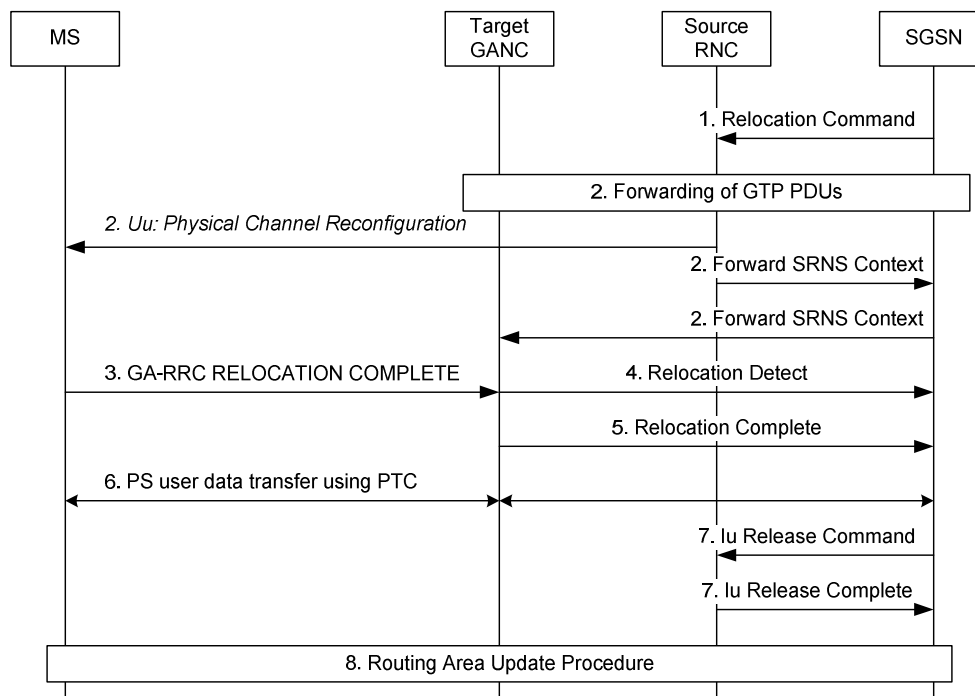 MS
Target
GANC
Source
RNC
SGSN
1. Relocation Command
2. Forwarding of GTP PDUs
2. Uu: Physical Channel Reconfiguration
2. Forward SRNS Context
2. Forward SRNS Context
3. GA-RRC RELOCATION COMPLETE
4. Relocation Detect
5. Relocation Complete
6. PS user data transfer using PTC
7. Iu Release Command
7. Iu Release Complete
8. Routing Area Update Procedure